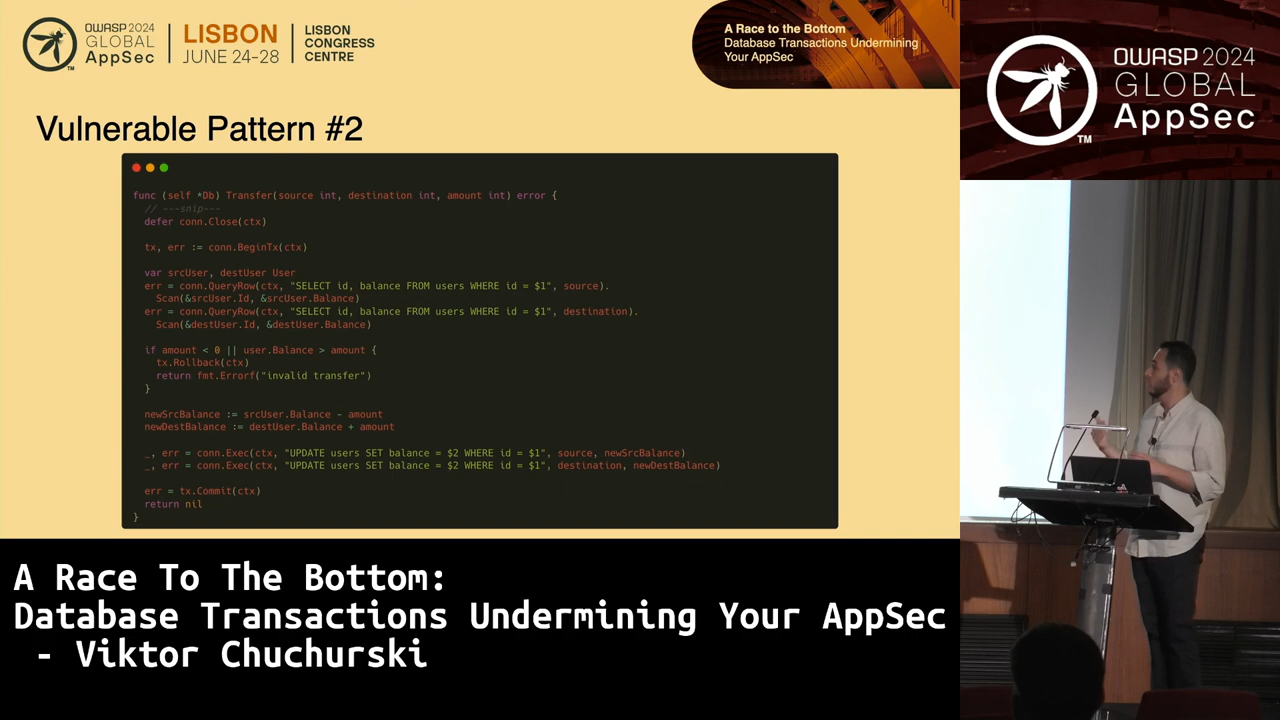 OWASP 2024
GLOBAL
AppSec
TM
LISBON
JUNE 24-28
LISBON
CONGRESS
CENTRE
A Race to the Bottom
Database Transactions Undermining
Your AppSec
OWASP 2024
GLOBAL
AppSec
TM
Vulnerable Pattern #2
func (self *Db) Transfer(source int, destination int, amount int) error {
// ---snip---
defer conn.Close(ctx)
tx, err := conn.BeginTx(ctx)
var srcUser, destUser User
err = conn.QueryRow(ctx, "SELECT id, balance FROM users WHERE id = $1", source).
Scan(&srcUser.Id, &srcUser.Balance)
err = conn.QueryRow(ctx, "SELECT id, balance FROM users WHERE id = $1", destination).
Scan(&destUser.Id, &destUser.Balance)
if amount < 0 || user.Balance > amount {
tx.Rollback(ctx)
return fmt.Errorf("invalid transfer")
}
newSrcBalance := srcUser.Balance - amount
newDestBalance := destUser.Balance + amount
_, err = conn.Exec(ctx, "UPDATE users SET balance = $2 WHERE id = $1", source, newSrcBalance)
_, err = conn.Exec(ctx, "UPDATE users SET balance = $2 WHERE id = $1", destination, newDestBalance)
err = tx.Commit(ctx)
return nil
}
A Race To The Bottom:
Database Transactions Undermining Your AppSec
- Viktor Chuchurski